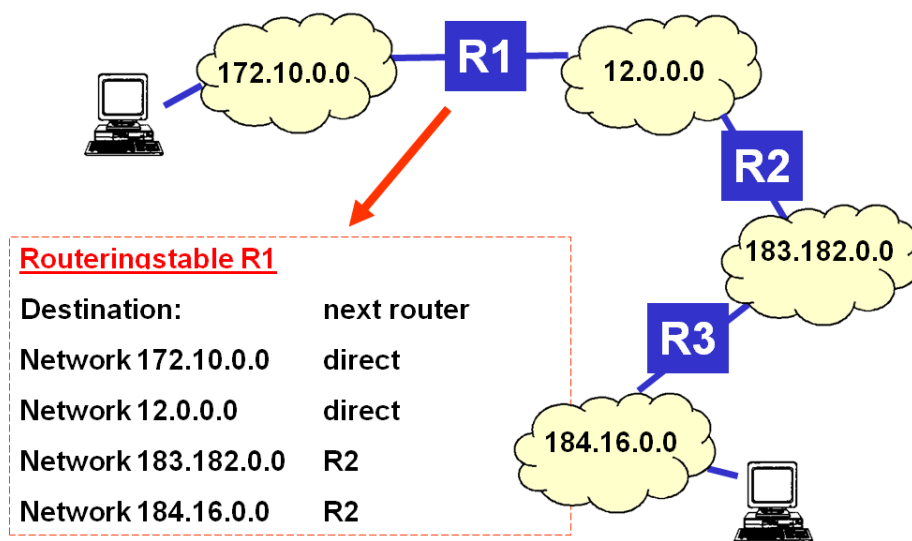 172.10.0.0
R1
12.0.0.0
R2
183.182.0.0
R3
184.16.0.0
Routeringstable R1
Destination: next router
Network 172.10.0.0 direct
Network 12.0.0.0 direct
Network 183.182.0.0 R2
Network 184.16.0.0 R2